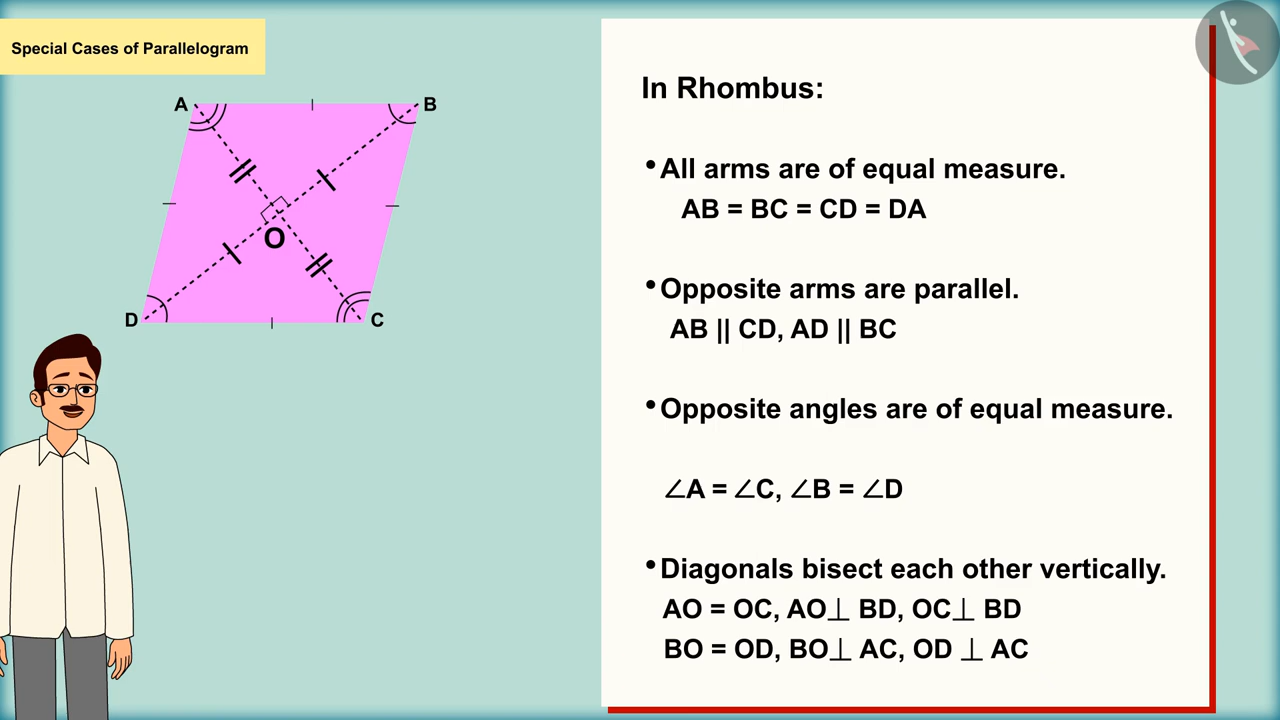 Special Cases of Parallelogram
A
B
O
D
C
In Rhombus:
•All arms are of equal measure.
AB = BC = CD = DA
•Opposite arms are parallel.
AB || CD, AD || BC
•Opposite angles are of equal measure.
∠A = ∠C, ∠B = ∠D
•Diagonals bisect each other vertically.
AO = OC, AO⊥ BD, OC⊥ BD
BO = OD, BO⊥ AC, OD ⊥ AC